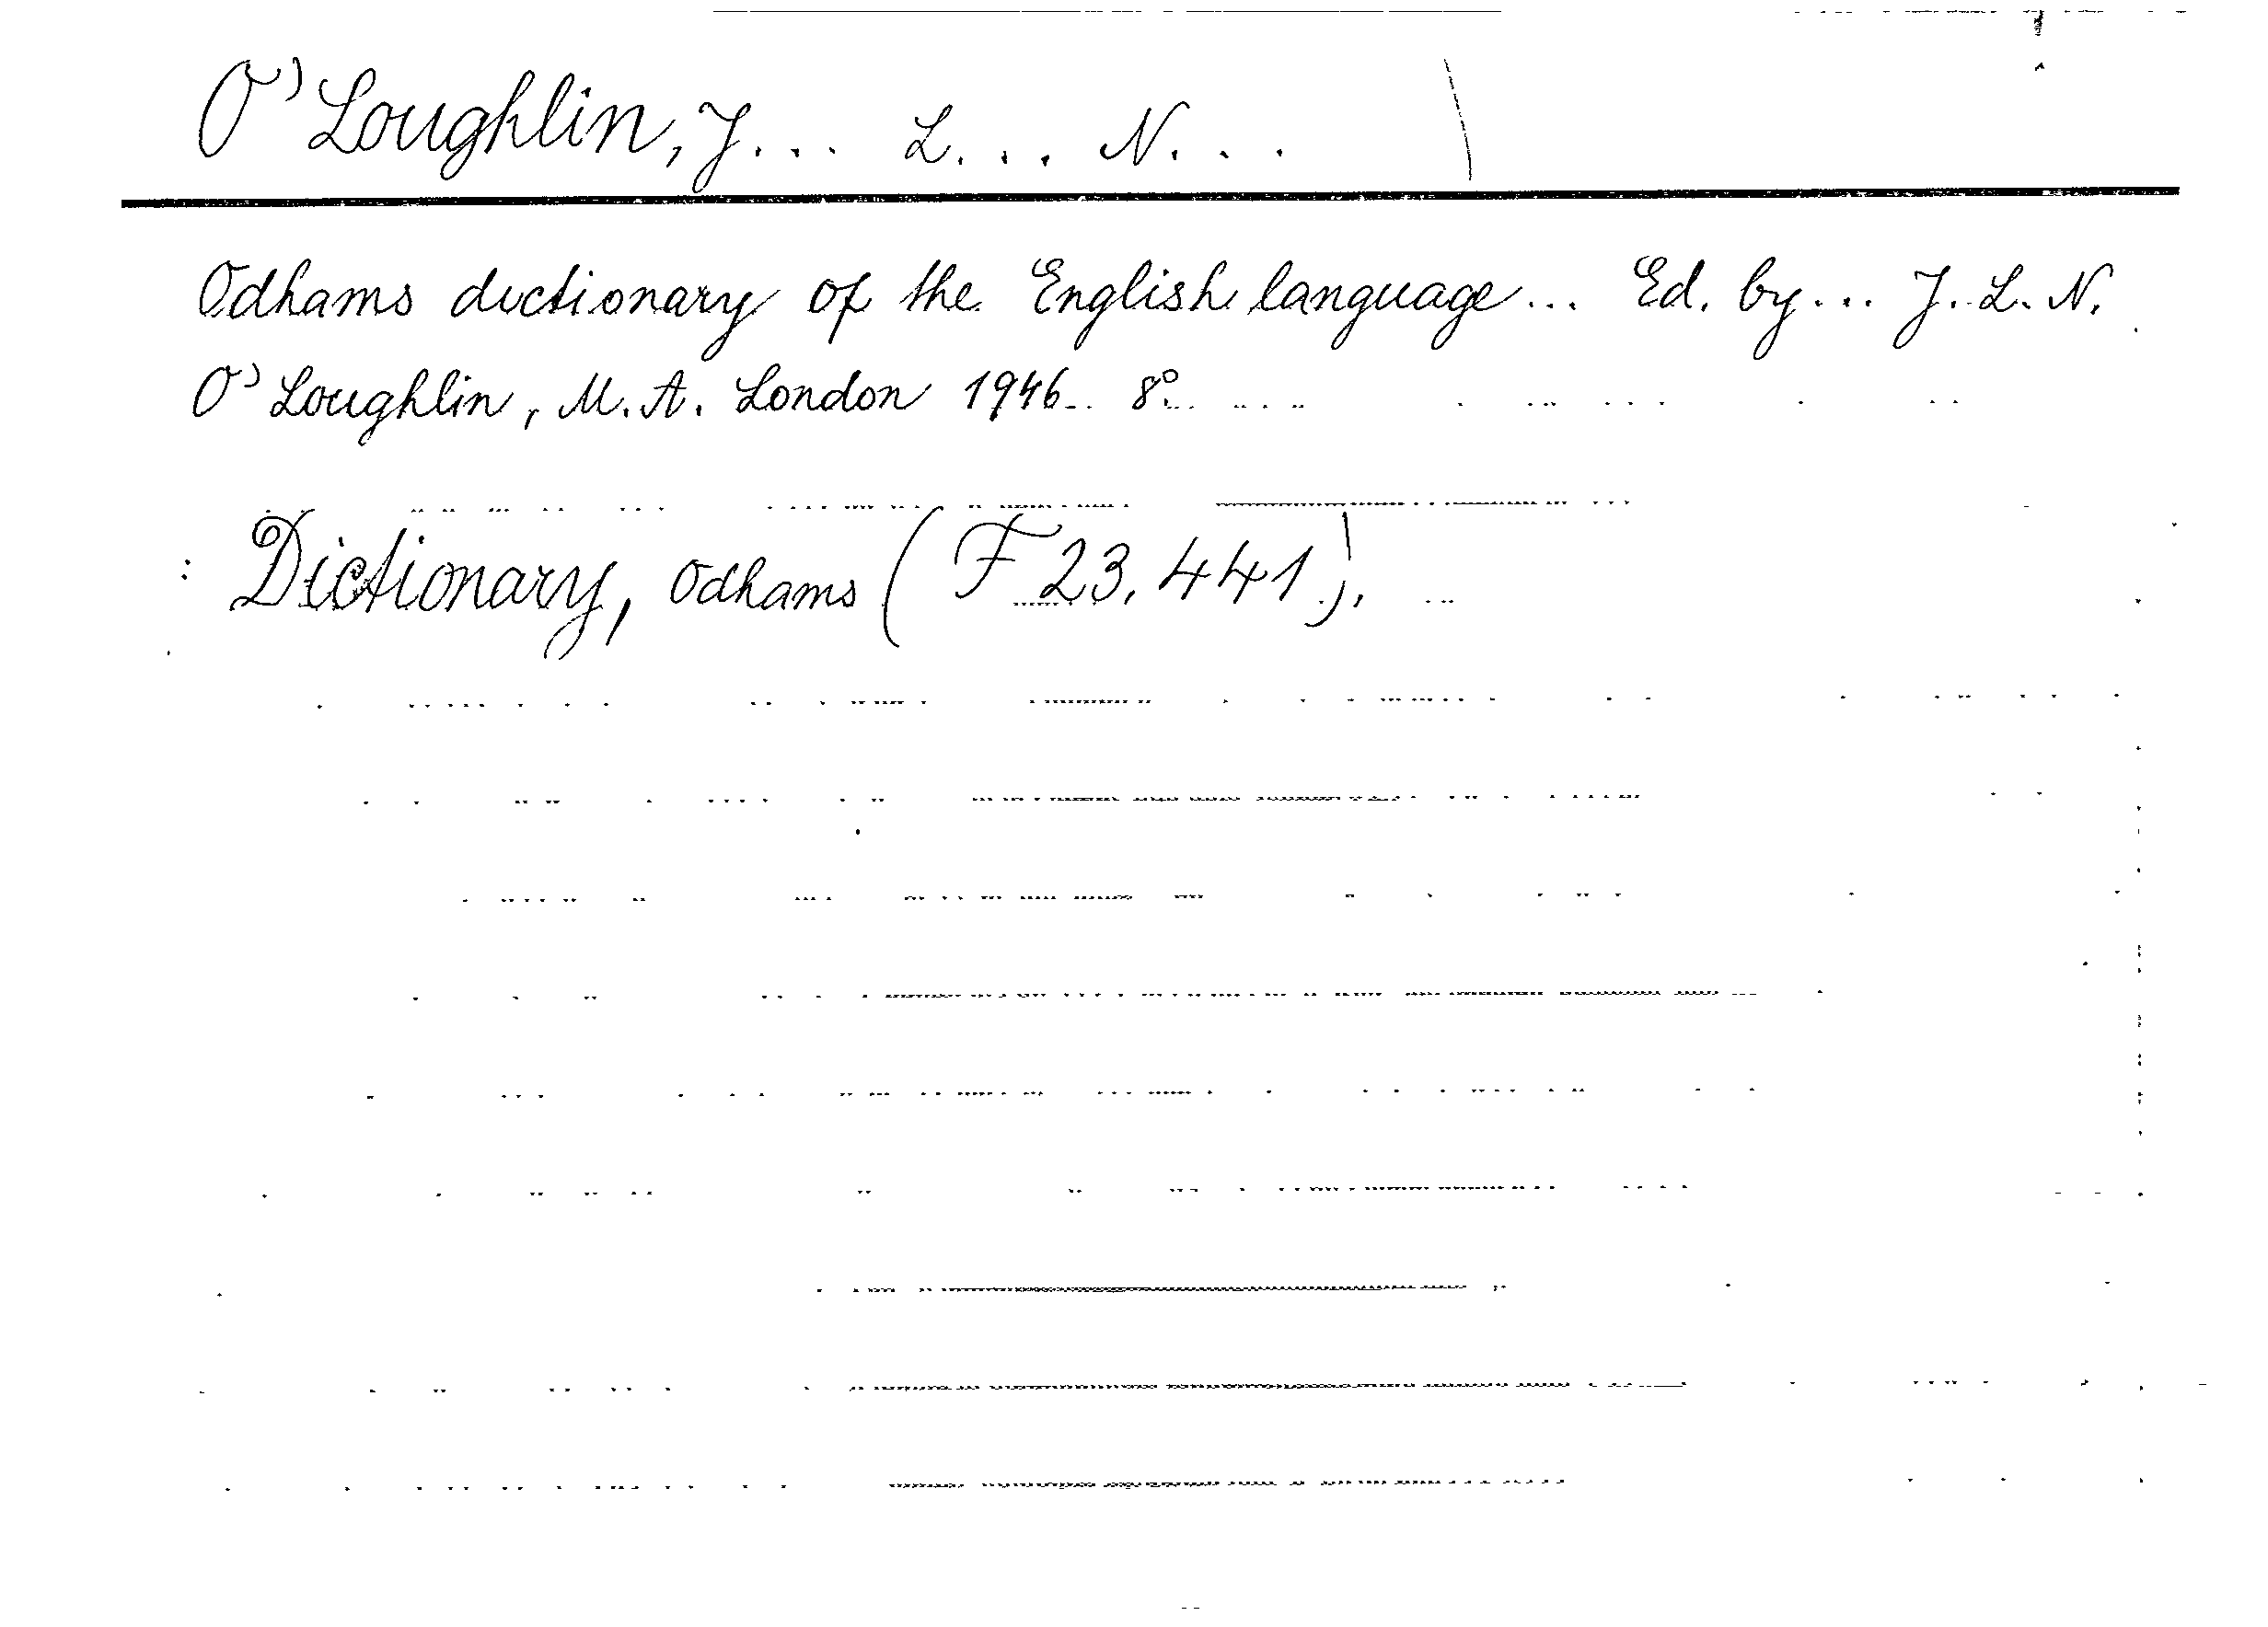 O'Loughlin, J... L... N...
Odhams dictionary of the English language... Ed. by... J. L. N.
O'Loughlin, M. A. London 1946. 8°.
: Dictionary, Odhams (F 23.441).